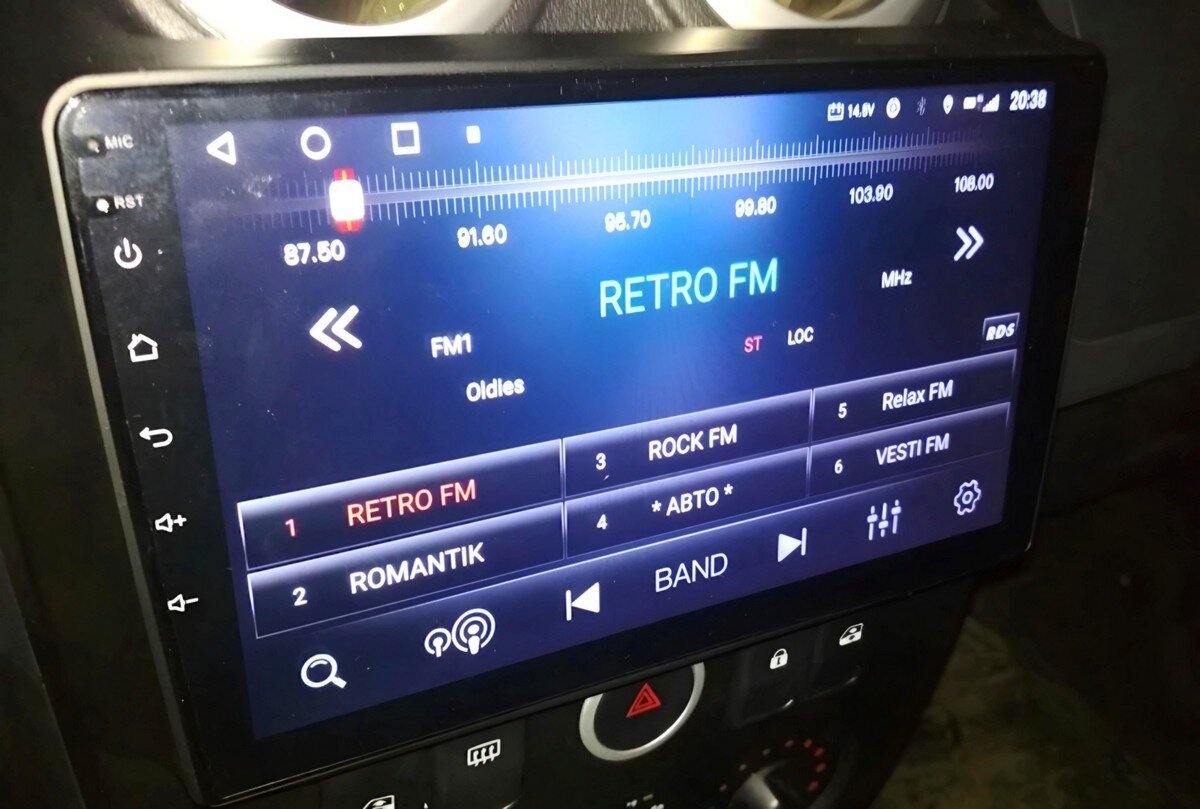 MIC
14.8V
20:38
RST
87.50 91.60 95.70 99.80 103.90 108.00
RETRO FM
MHz
FM1
ST LOC
RDS
Oldies
1 RETRO FM
3 ROCK FM
5 Relax FM
2 ROMANTIK
4 * АВТО *
6 VESTI FM
BAND